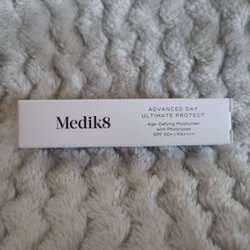 Medik8
ADVANCED DAY
ULTIMATE PROTECT
Age-Defying Moisturiser
with Photolyase
SPF 50+ | PA++++